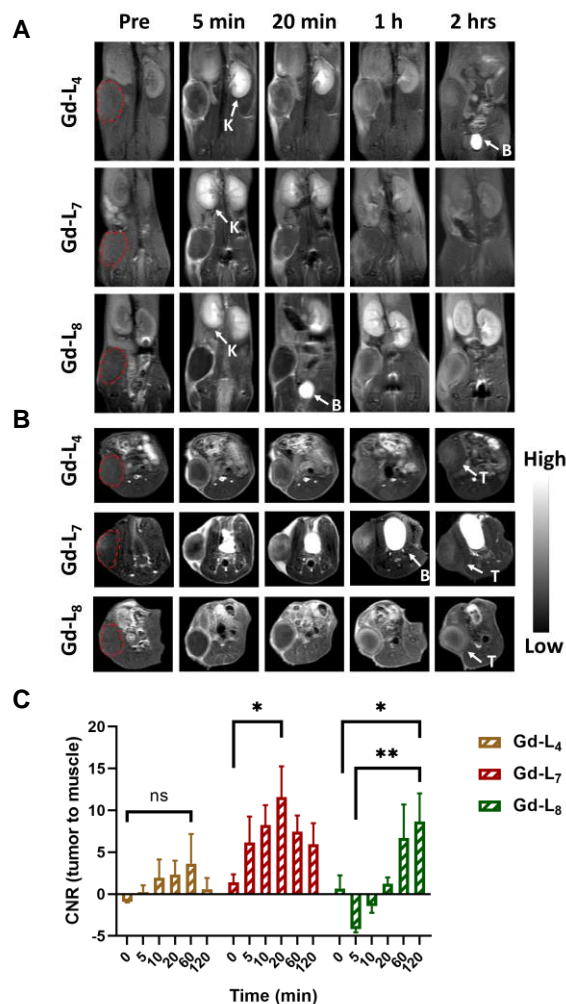 A
Pre 5 min 20 min 1 h 2 hrs
Gd-L4
K
B
Gd-L7
K
Gd-L8
K
B
B
Gd-L4
T
High
Gd-L7
B
T
Gd-L8
T
Low
C
CNR (tumor to muscle)
20
15
10
5
0
-5
ns
*
*
**
Gd-L4
Gd-L7
Gd-L8
0 5 10 20 60 120 0 5 10 20 60 120 0 5 10 20 60 120
Time (min)